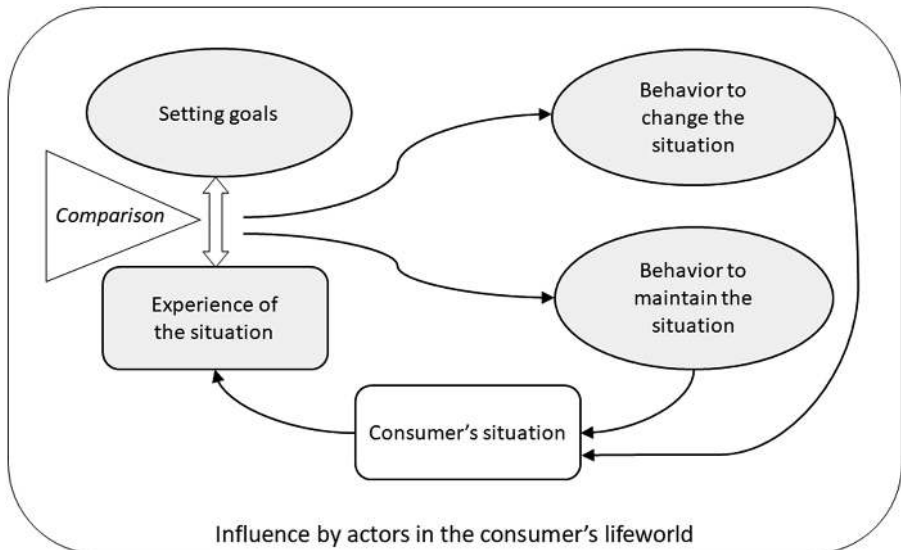 Setting goals
Behavior to
change the
situation
Comparison
Experience of
the situation
Behavior to
maintain the
situation
Consumer’s situation
Influence by actors in the consumer’s lifeworld